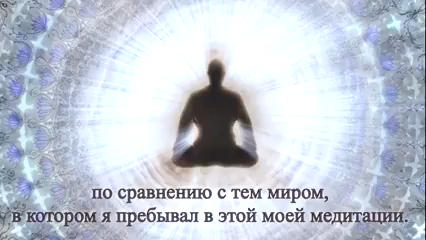 по сравнению с тем миром,
в котором я пребывал в этой моей медитации.